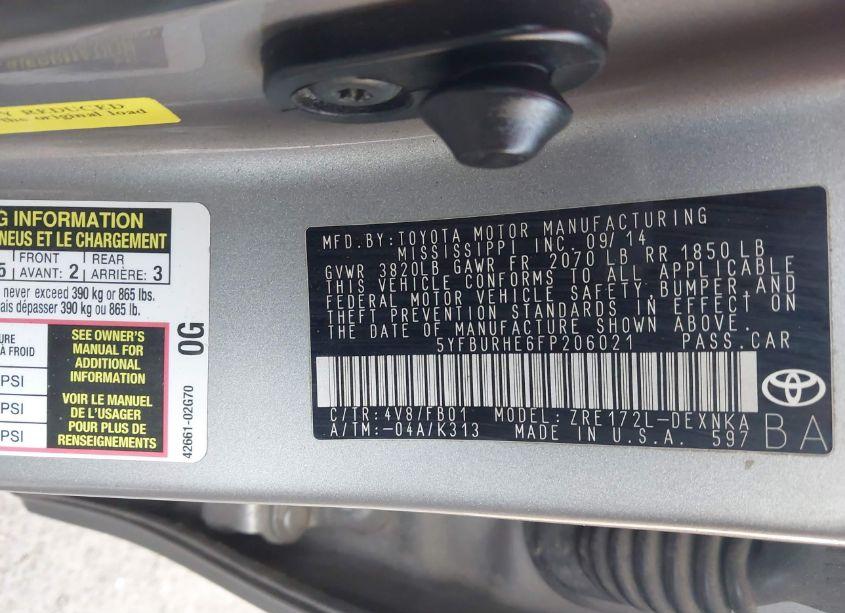 Y REDUCED
the original load
G INFORMATION
NEUS ET LE CHARGEMENT
5 FRONT AVANT: 2 REAR ARRIÈRE: 3
never exceed 390 kg or 865 lbs.
ais dépasser 390 kg ou 865 lb.
URE
À FROID
PSI
PSI
PSI
SEE OWNER'S
MANUAL FOR
ADDITIONAL
INFORMATION
VOIR LE MANUEL
DE L'USAGER
POUR PLUS DE
RENSEIGNEMENTS
0G
42661-02G70
MFD.BY:TOYOTA MOTOR MANUFACTURING
MISSISSIPPI INC.09/14
GVWR 3820LB GAWR FR 2070 LB RR 1850 LB
THIS VEHICLE CONFORMS TO ALL APPLICABLE
FEDERAL MOTOR VEHICLE SAFETY,BUMPER,AND
THEFT PREVENTION STANDARDS IN EFFECT ON
THE DATE OF MANUFACTURE SHOWN ABOVE.
5YFBURHE6FP206021 PASS.CAR
C/TR:4V8/FB01 MODEL:ZRE172L-DEXNKA
A/TM:-04A/K313 MADE IN U.S.A. 597
BA